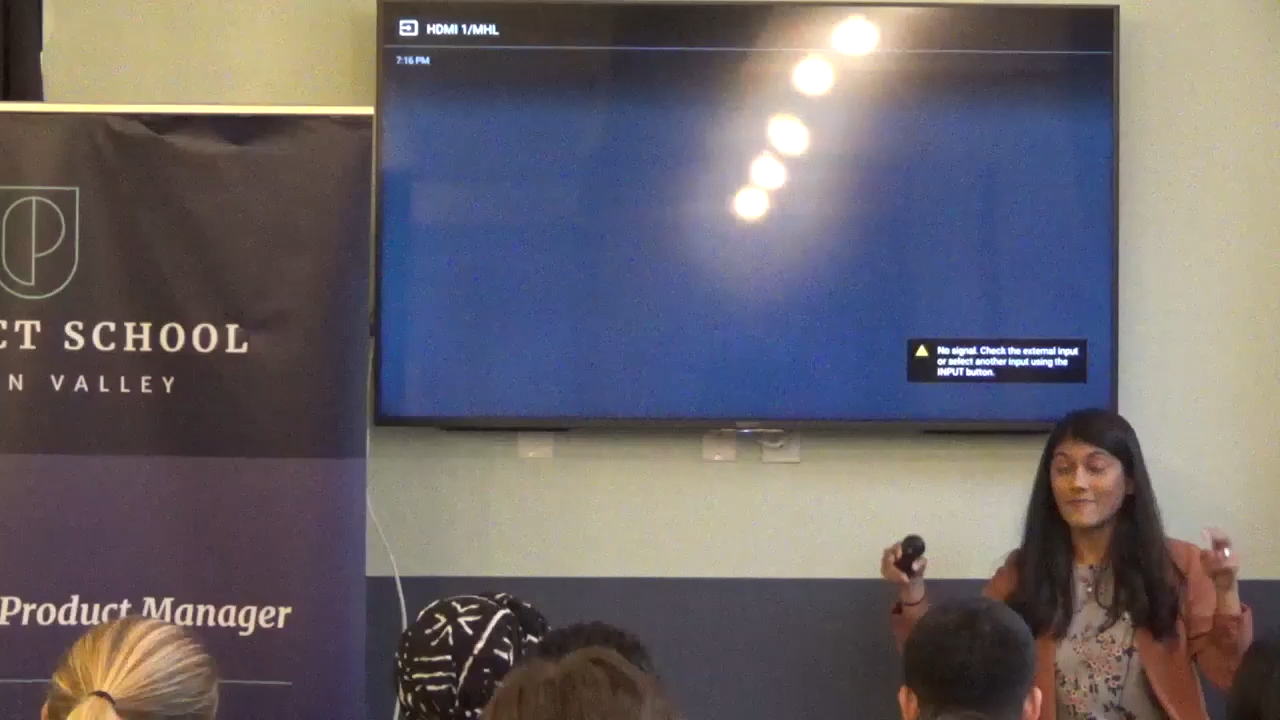 HDMI 1/MHL
7:16 PM
No signal. Check the external input
or select another input using the
INPUT button.
CT SCHOOL
N VALLEY
Product Manager